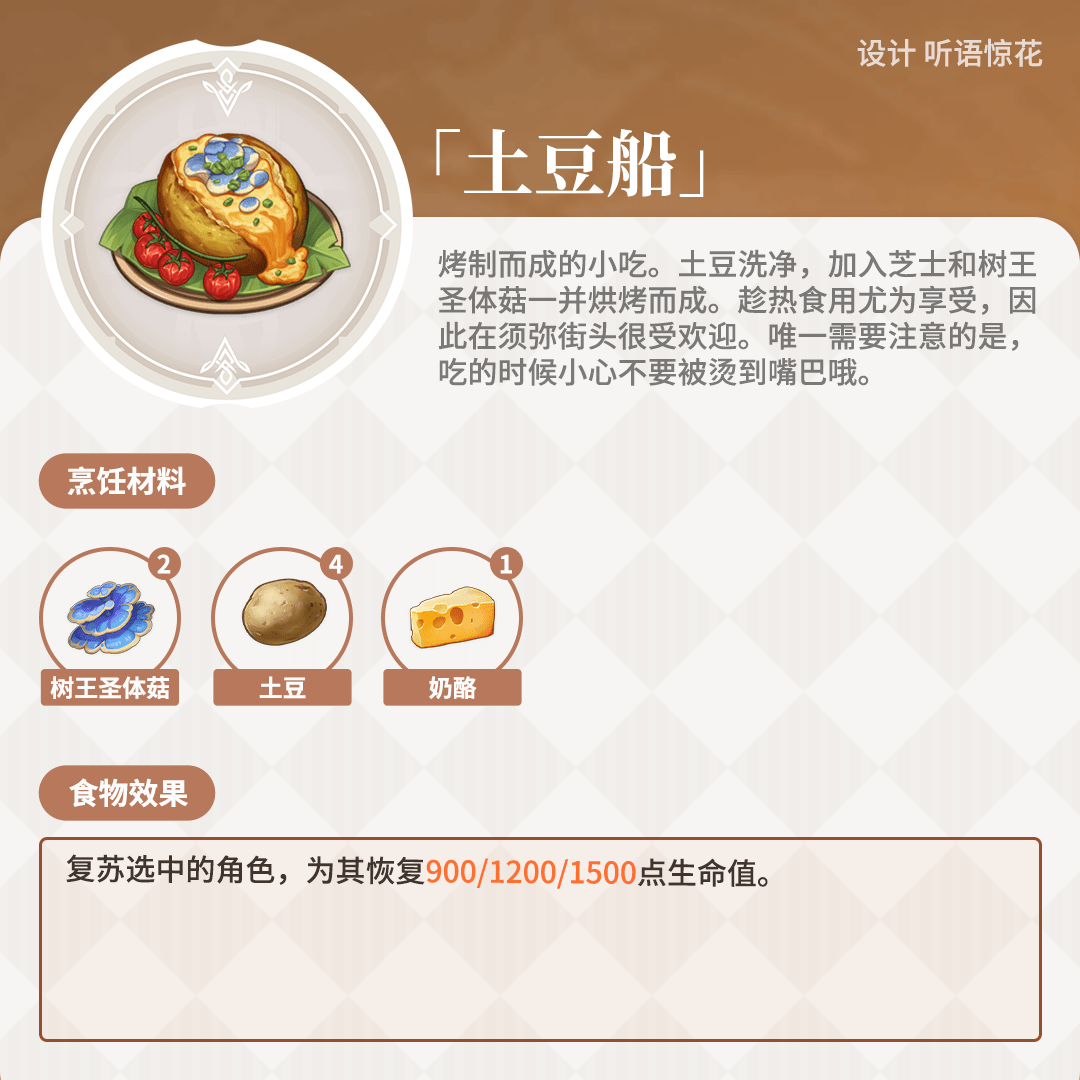 设计 听语惊花
「土豆船」
烤制而成的小吃。土豆洗净，加入芝士和树王
圣体菇一并烘烤而成。趁热食用尤为享受，因
此在须弥街头很受欢迎。唯一需要注意的是，
吃的时候小心不要被烫到嘴巴哦。
烹饪材料
2
4
1
树王圣体菇
土豆
奶酪
食物效果
复苏选中的角色，为其恢复900/1200/1500点生命值。